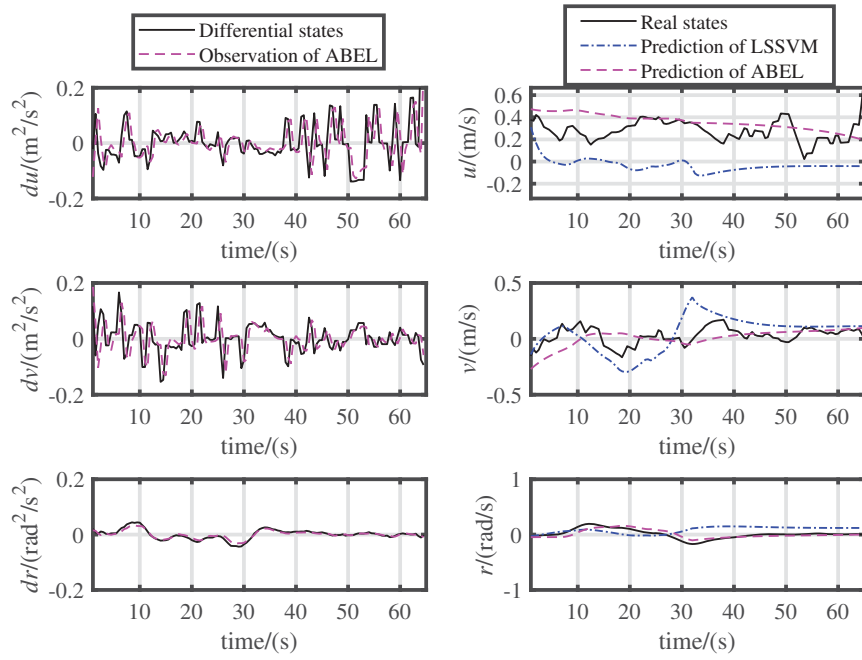 Differential states
Observation of ABEL
Real states
Prediction of LSSVM
Prediction of ABEL
0.2
0
-0.2
du/(m²/s²)
10 20 30 40 50 60
time/(s)
0.6
0.4
0.2
0
-0.2
u/(m/s)
10 20 30 40 50 60
time/(s)
0.2
0
-0.2
dv/(m²/s²)
10 20 30 40 50 60
time/(s)
0.5
0
-0.5
v/(m/s)
10 20 30 40 50 60
time/(s)
0.2
0
-0.2
dr/(rad²/s²)
10 20 30 40 50 60
time/(s)
1
0
-1
r/(rad/s)
10 20 30 40 50 60
time/(s)